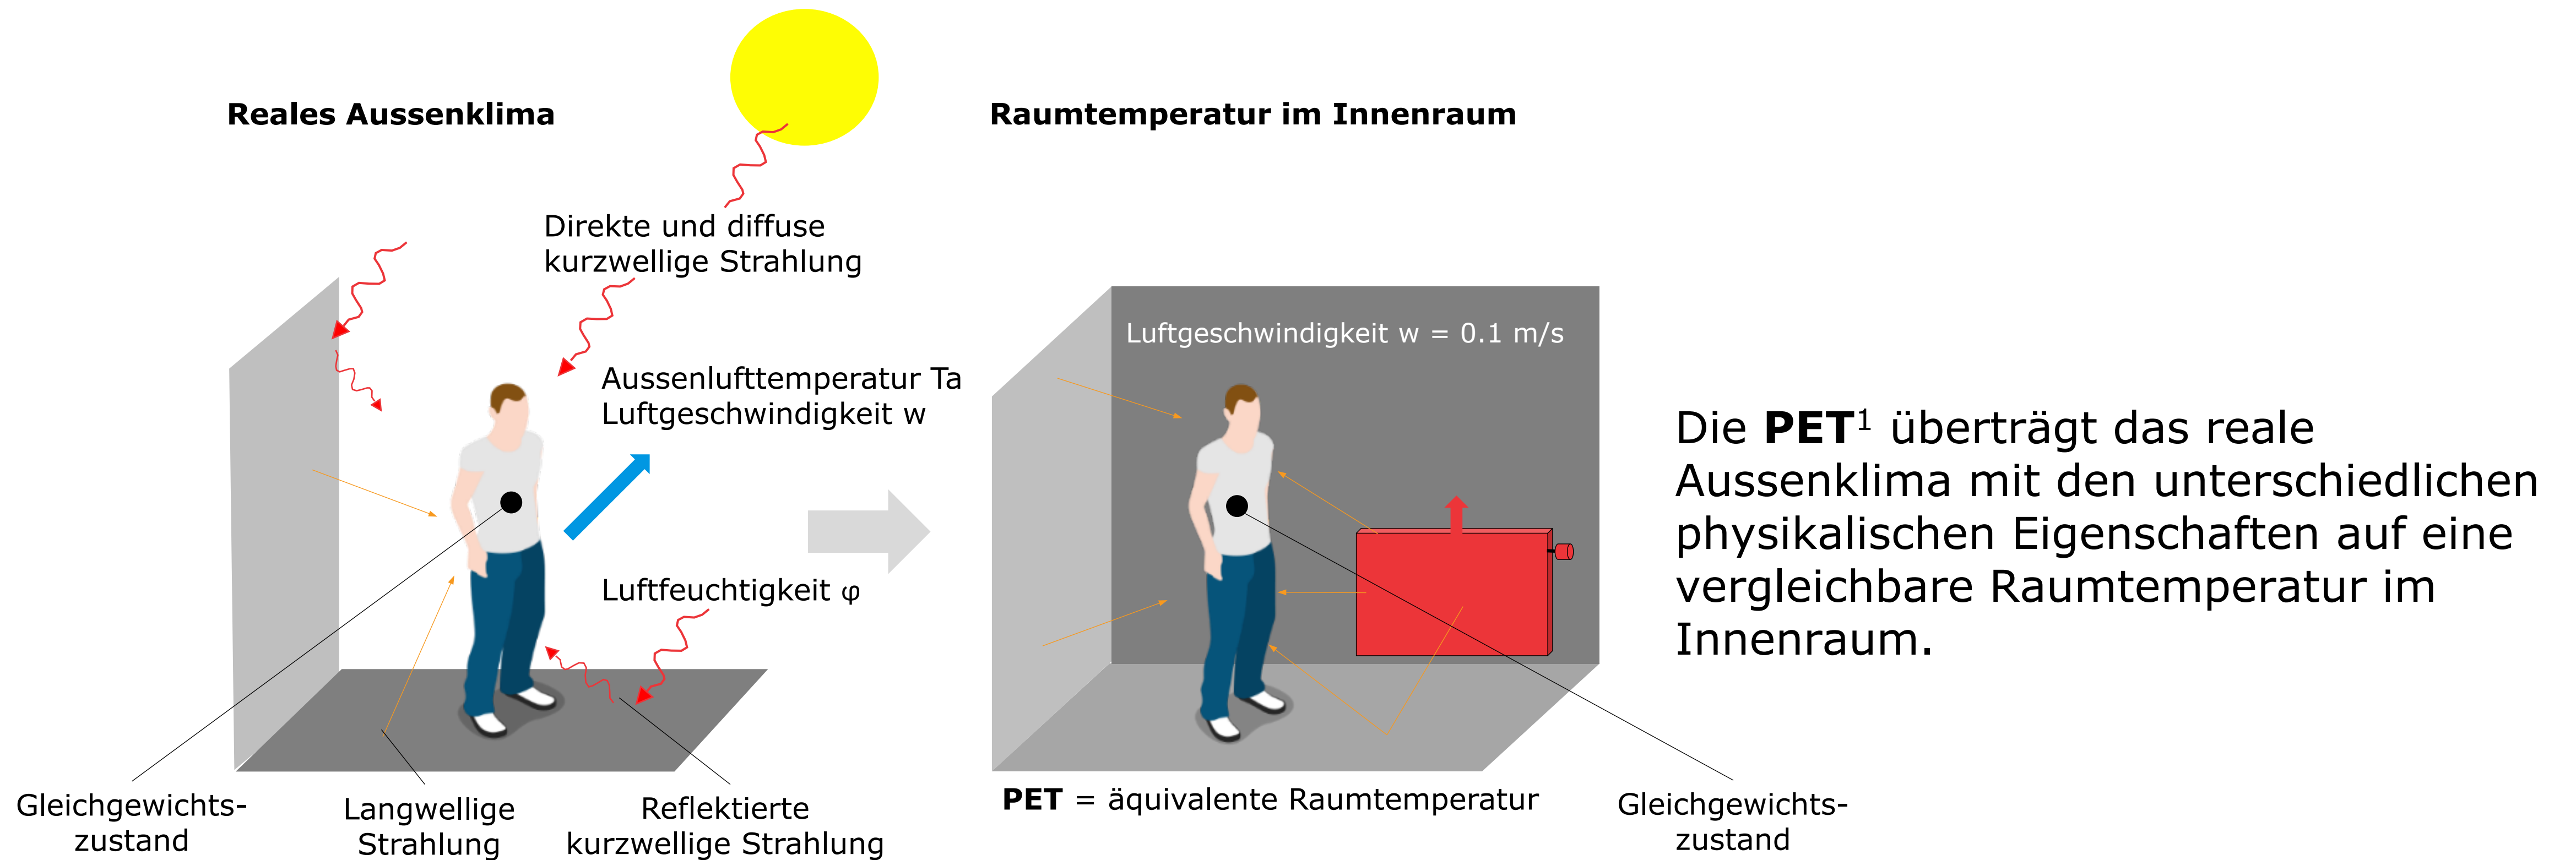 Reales Aussenklima
Raumtemperatur im Innenraum
Direkte und diffuse
kurzwellige Strahlung
Aussenlufttemperatur Ta
Luftgeschwindigkeit w
Luftfeuchtigkeit φ
Gleichgewichts-
zustand
Langwellige
Strahlung
Reflektierte
kurzwellige Strahlung
Luftgeschwindigkeit w = 0.1 m/s
PET = äquivalente Raumtemperatur
Gleichgewichts-
zustand
Die PET¹ überträgt das reale
Aussenklima mit den unterschiedlichen
physikalischen Eigenschaften auf eine
vergleichbare Raumtemperatur im
Innenraum.